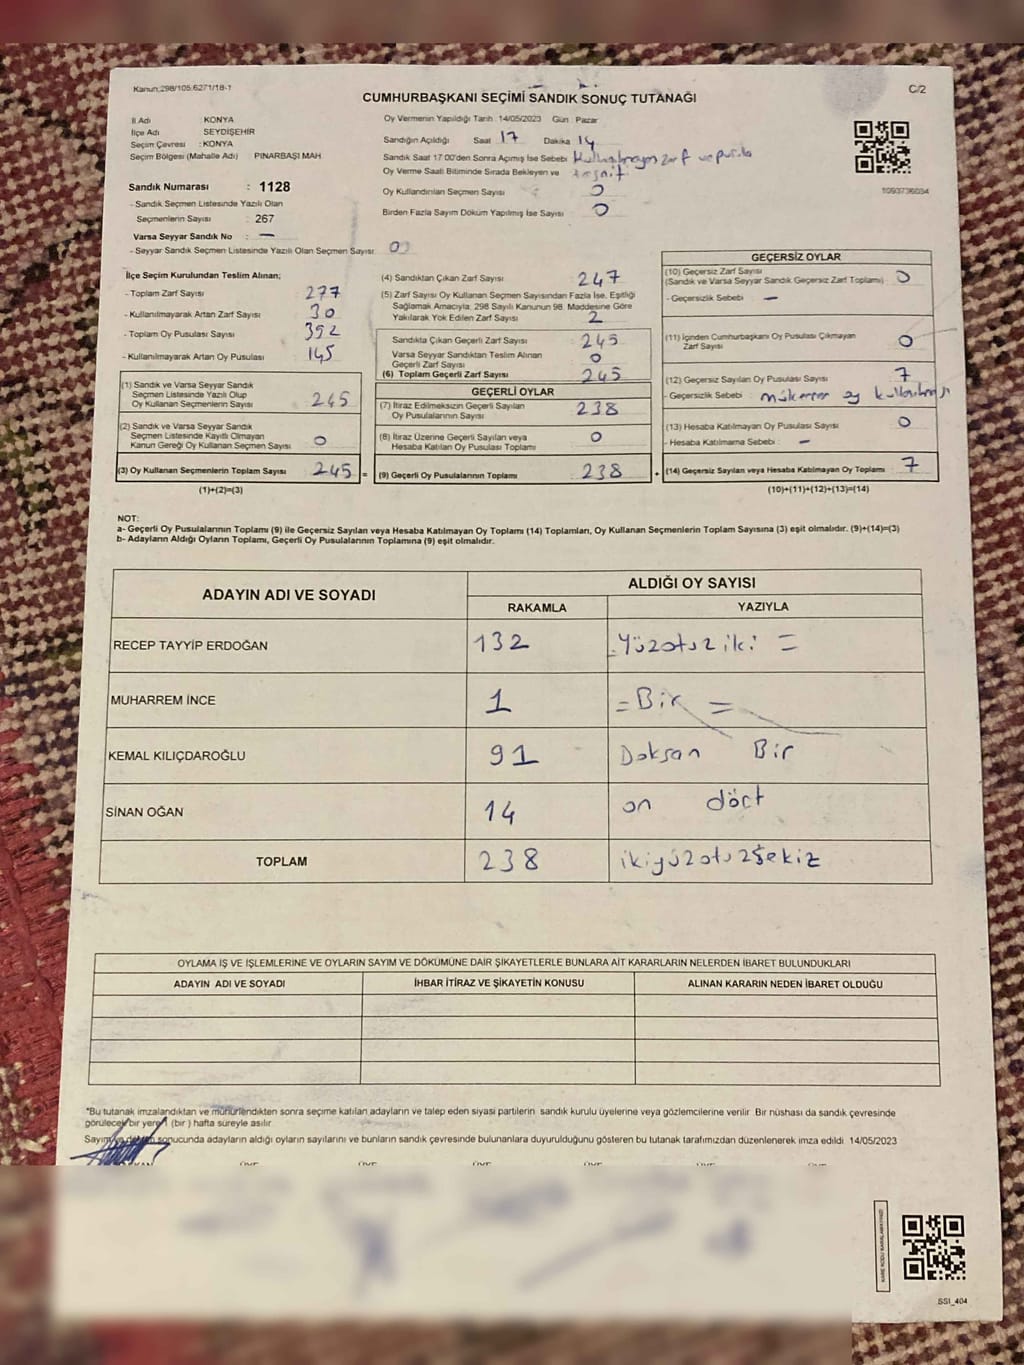 Kanun:298/105,6271/18-1
C/2
CUMHURBAŞKANI SEÇİMİ SANDIK SONUÇ TUTANAĞI
İl Adı : KONYA
İlçe Adı SEYDİŞEHİR
Seçim Çevresi : KONYA
Seçim Bölgesi (Mahalle Adı) : PINARBAŞI MAH
Sandık Numarası : 1128
- Sandık Seçmen Listesinde Yazılı Olan
Seçmenlerin Sayısı : 267
Varsa Seyyar Sandık No : —
- Seyyar Sandık Seçmen Listesinde Yazılı Olan Seçmen Sayısı: 0
Oy Vermenin Yapıldığı Tarih :14/05/2023 Gün : Pazar
Sandığın Açıldığı Saat 17 Dakika 14
Sandık Saat 17:00'den Sonra Açımış İse Sebebi Kullanılmayan zarf ve pusula
Oy Verme Saati Bitiminde Sırada Bekleyen ve tespit
Oy Kullandırılan Seçmen Sayısı : 0
Birden Fazla Sayım Döküm Yapılmış İse Sayısı : 0
1093736084
İlçe Seçim Kurulundan Teslim Alınan;
- Toplam Zarf Sayısı : 277
- Kullanılmayarak Artan Zarf Sayısı : 30
- Toplam Oy Pusulası Sayısı : 392
- Kullanılmayarak Artan Oy Pusulası : 145
(1) Sandık ve Varsa Seyyar Sandık
Seçmen Listesinde Yazılı Olup
Oy Kullanan Seçmenlerin Sayısı : 245
(2) Sandık ve Varsa Seyyar Sandık
Seçmen Listesinde Kayıtlı Olmayan
Kanun Gereği Oy Kullanan Seçmen Sayısı : 0
(3) Oy Kullanan Seçmenlerin Toplam Sayısı : 245 =
(1)+(2)=(3)
(4) Sandıktan Çıkan Zarf Sayısı : 247
(5) Zarf Sayısı Oy Kullanan Seçmen Sayısından Fazla İse, Eşitliği
Sağlamak Amacıyla; 298 Sayılı Kanunun 98. Maddesine Göre
Yakılarak Yok Edilen Zarf Sayısı : 2
Sandıkta Çıkan Geçerli Zarf Sayısı : 245
Varsa Seyyar Sandıktan Teslim Alınan
Geçerli Zarf Sayısı : 0
(6) Toplam Geçerli Zarf Sayısı : 245
GEÇERLİ OYLAR
(7) İtiraz Edilmeksizin Geçerli Sayılan
Oy Pusulalarının Sayısı : 238
(8) İtiraz Üzerine Geçerli Sayılan veya
Hesaba Katılan Oy Pusulaları Toplamı : 0
(9) Geçerli Oy Pusulalarının Toplamı : 238 +
GEÇERSİZ OYLAR
(10) Geçersiz Zarf Sayısı
(Sandık ve Varsa Seyyar Sandık Geçersiz Zarf Toplamı) : 0
- Geçersizlik Sebebi : —
(11) İçinden Cumhurbaşkanı Oy Pusulası Çıkmayan
Zarf Sayısı : 0
(12) Geçersiz Sayılan Oy Pusulası Sayısı : 7
- Geçersizlik Sebebi : mükerrer oy
(13) Hesaba Katılmayan Oy Pusulası Sayısı : 0
- Hesaba Katılmama Sebebi : —
(14) Geçersiz Sayılan veya Hesaba Katılmayan Oy Toplamı : 7
(10)+(11)+(12)+(13)=(14)
NOT:
a- Geçerli Oy Pusulalarının Toplamı (9) ile Geçersiz Sayılan veya Hesaba Katılmayan Oy Toplamı (14) Toplamları, Oy Kullanan Seçmenlerin Toplam Sayısına (3) eşit olmalıdır. (9)+(14)=(3)
b- Adayların Aldığı Oyların Toplamı, Geçerli Oy Pusulalarının Toplamına (9) eşit olmalıdır.
ADAYIN ADI VE SOYADI ALDIĞI OY SAYISI
RAKAMLA YAZIYLA
RECEP TAYYİP ERDOĞAN 132 Yüzotuz iki =
MUHARREM İNCE 1 = Bir =
KEMAL KILIÇDAROĞLU 91 Doksan Bir
SİNAN OĞAN 14 on dört
TOPLAM 238 ikiyüzotuzSekiz
OYLAMA İŞ VE İŞLEMLERİNE VE OYLARIN SAYIM VE DÖKÜMÜNE DAİR ŞİKAYETLERLE BUNLARA AİT KARARLARIN NELERDEN İBARET BULUNDUKLARI
ADAYIN ADI VE SOYADI İHBAR İTİRAZ VE ŞİKAYETİN KONUSU ALINAN KARARIN NEDEN İBARET OLDUĞU
*Bu tutanak imzalandıktan ve mühürlendikten sonra seçime katılan adayların ve talep eden siyasi partilerin sandık kurulu üyelerine veya gözlemcilerine verilir. Bir nüshası da sandık çevresinde
görülecek bir yere 1 (bir ) hafta süreyle asılır.
Sayım ve döküm sonucunda adayların aldığı oyların sayılarını ve bunların sandık çevresinde bulunanlara duyurulduğunu gösteren bu tutanak tarafımızdan düzenlenerek imza edildi. 14/05/2023
SSI_404